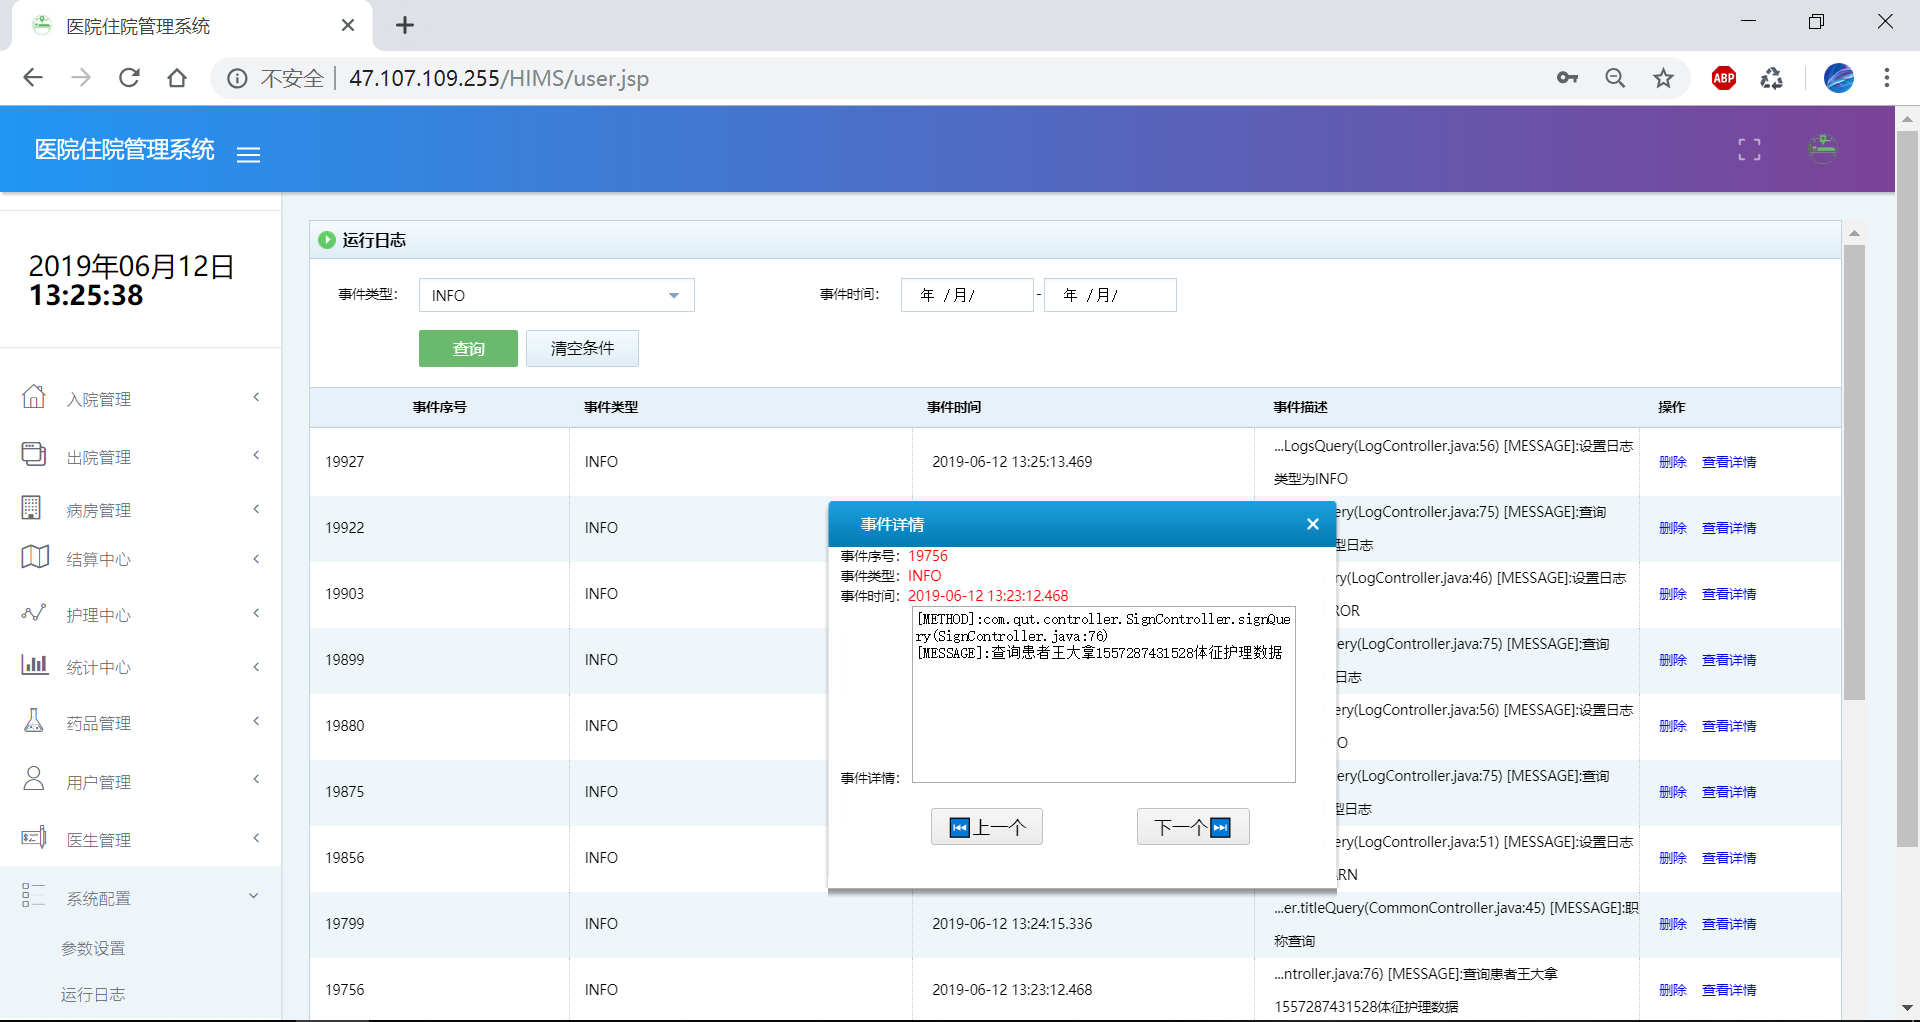 医院住院管理系统
不安全 47.107.109.255/HIMS/user.jsp
ABP
医院住院管理系统
2019年06月12日
13:25:38
入院管理
出院管理
病房管理
结算中心
护理中心
统计中心
药品管理
用户管理
医生管理
系统配置
参数设置
运行日志
运行日志
事件类型: INFO 事件时间: 年 /月/ - 年 /月/
查询 清空条件
事件序号 事件类型 事件时间 事件描述 操作
19927 INFO 2019-06-12 13:25:13.469 ...LogsQuery(LogController.java:56) [MESSAGE]:设置日志
类型为INFO
删除 查看详情
19922 INFO ery(LogController.java:75) [MESSAGE]:查询
型日志
删除 查看详情
19903 INFO ry(LogController.java:46) [MESSAGE]:设置日志
ROR
删除 查看详情
19899 INFO ery(LogController.java:75) [MESSAGE]:查询
日志
删除 查看详情
19880 INFO ery(LogController.java:56) [MESSAGE]:设置日志
O
删除 查看详情
19875 INFO ery(LogController.java:75) [MESSAGE]:查询
型日志
删除 查看详情
19856 INFO ery(LogController.java:51) [MESSAGE]:设置日志
ARN
删除 查看详情
19799 INFO 2019-06-12 13:24:15.336 ...er.titleQuery(CommonController.java:45) [MESSAGE]:职
称查询
删除 查看详情
19756 INFO 2019-06-12 13:23:12.468 ...ntroller.java:76) [MESSAGE]:查询患者王大拿
1557287431528体征护理数据
删除 查看详情
事件详情
事件序号: 19756
事件类型: INFO
事件时间: 2019-06-12 13:23:12.468
[METHOD]:com.qut.controller.SignController.signQue
ry(SignController.java:76)
[MESSAGE]:查询患者王大拿1557287431528体征护理数据
事件详情:
上一个 下一个